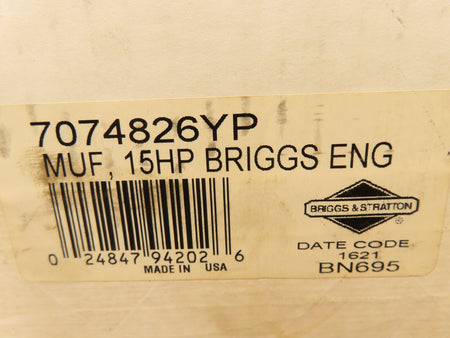 7074826YP
MUF, 15HP BRIGGS ENG
BRIGGS & STRATTON
®
0 24847 94202 6
MADE IN USA
DATE CODE
1621
BN695